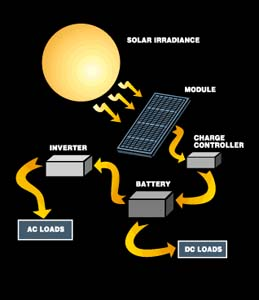 SOLAR IRRADIANCE
MODULE
CHARGE
CONTROLLER
INVERTER
BATTERY
AC LOADS
DC LOADS